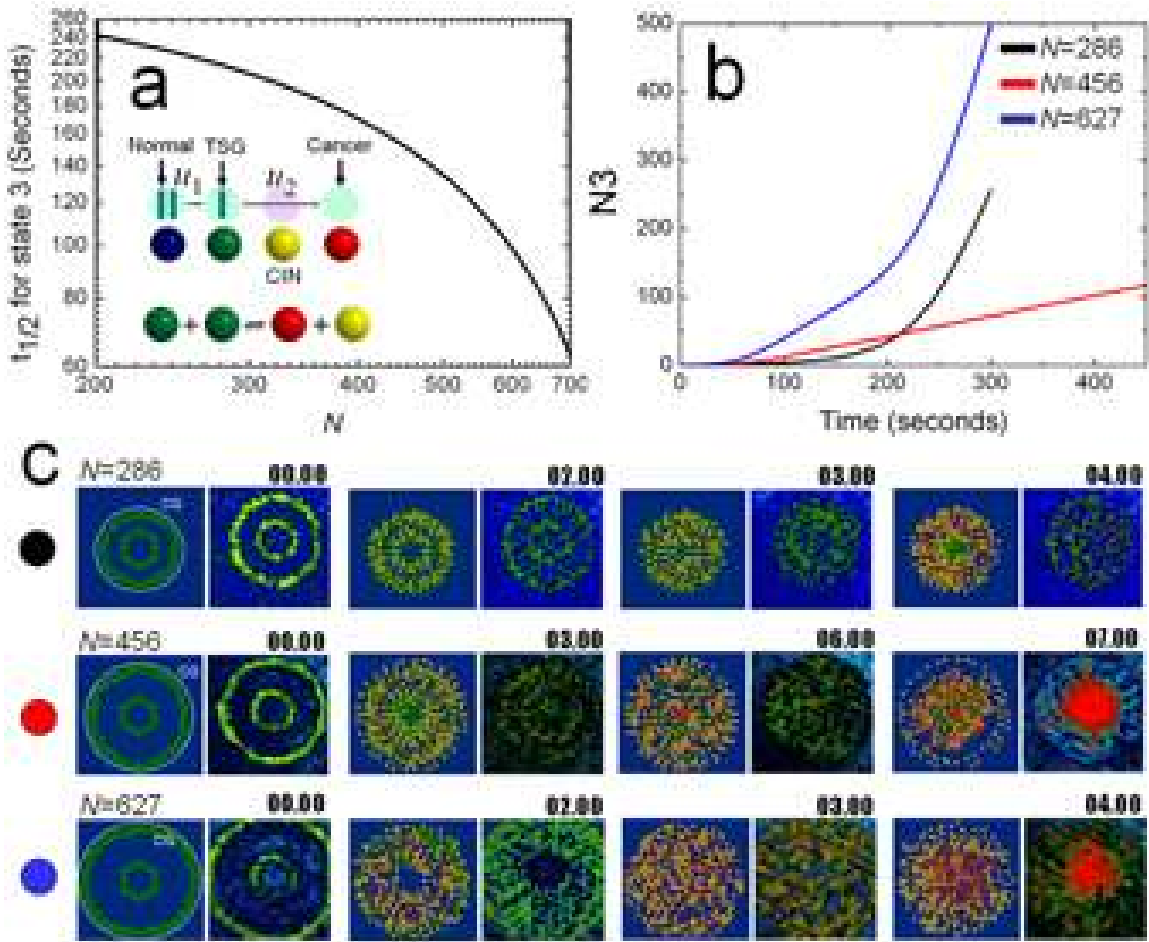 a
t1/2 for state 3 (Seconds)
260
240
220
200
180
160
140
120
100
80
60
Normal TSG Cancer
u1 u2
CIN
+ = +
200 300 400 500 600 700
N
b
N3
500
400
300
200
100
0
N=286
N=456
N=627
0 100 200 300 400
Time (seconds)
C
N=286 00.00 02.00 03.00 04.00
N=456 00.00 03.00 06.00 07.00
N=627 00.00 02.00 03.00 04.00